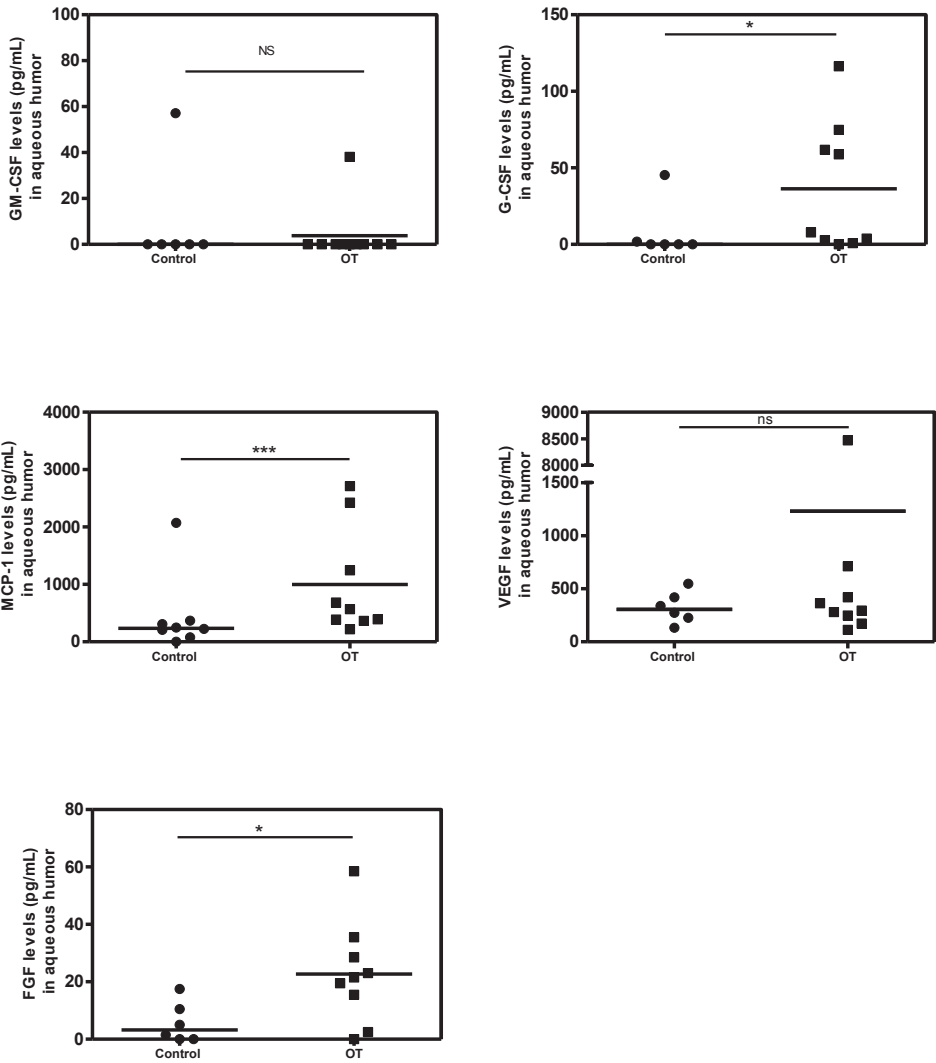 GM-CSF levels (pg/mL)
in aqueous humor
100
80
60
40
20
0
NS
Control
OT
G-CSF levels (pg/mL)
in aqueous humor
150
100
50
0
*
Control
OT
MCP-1 levels (pg/mL)
in aqueous humor
4000
3000
2000
1000
0
***
Control
OT
VEGF levels (pg/mL)
in aqueous humor
9000
8500
8000
1500
1000
500
0
ns
Control
OT
FGF levels (pg/mL)
in aqueous humor
80
60
40
20
0
*
Control
OT